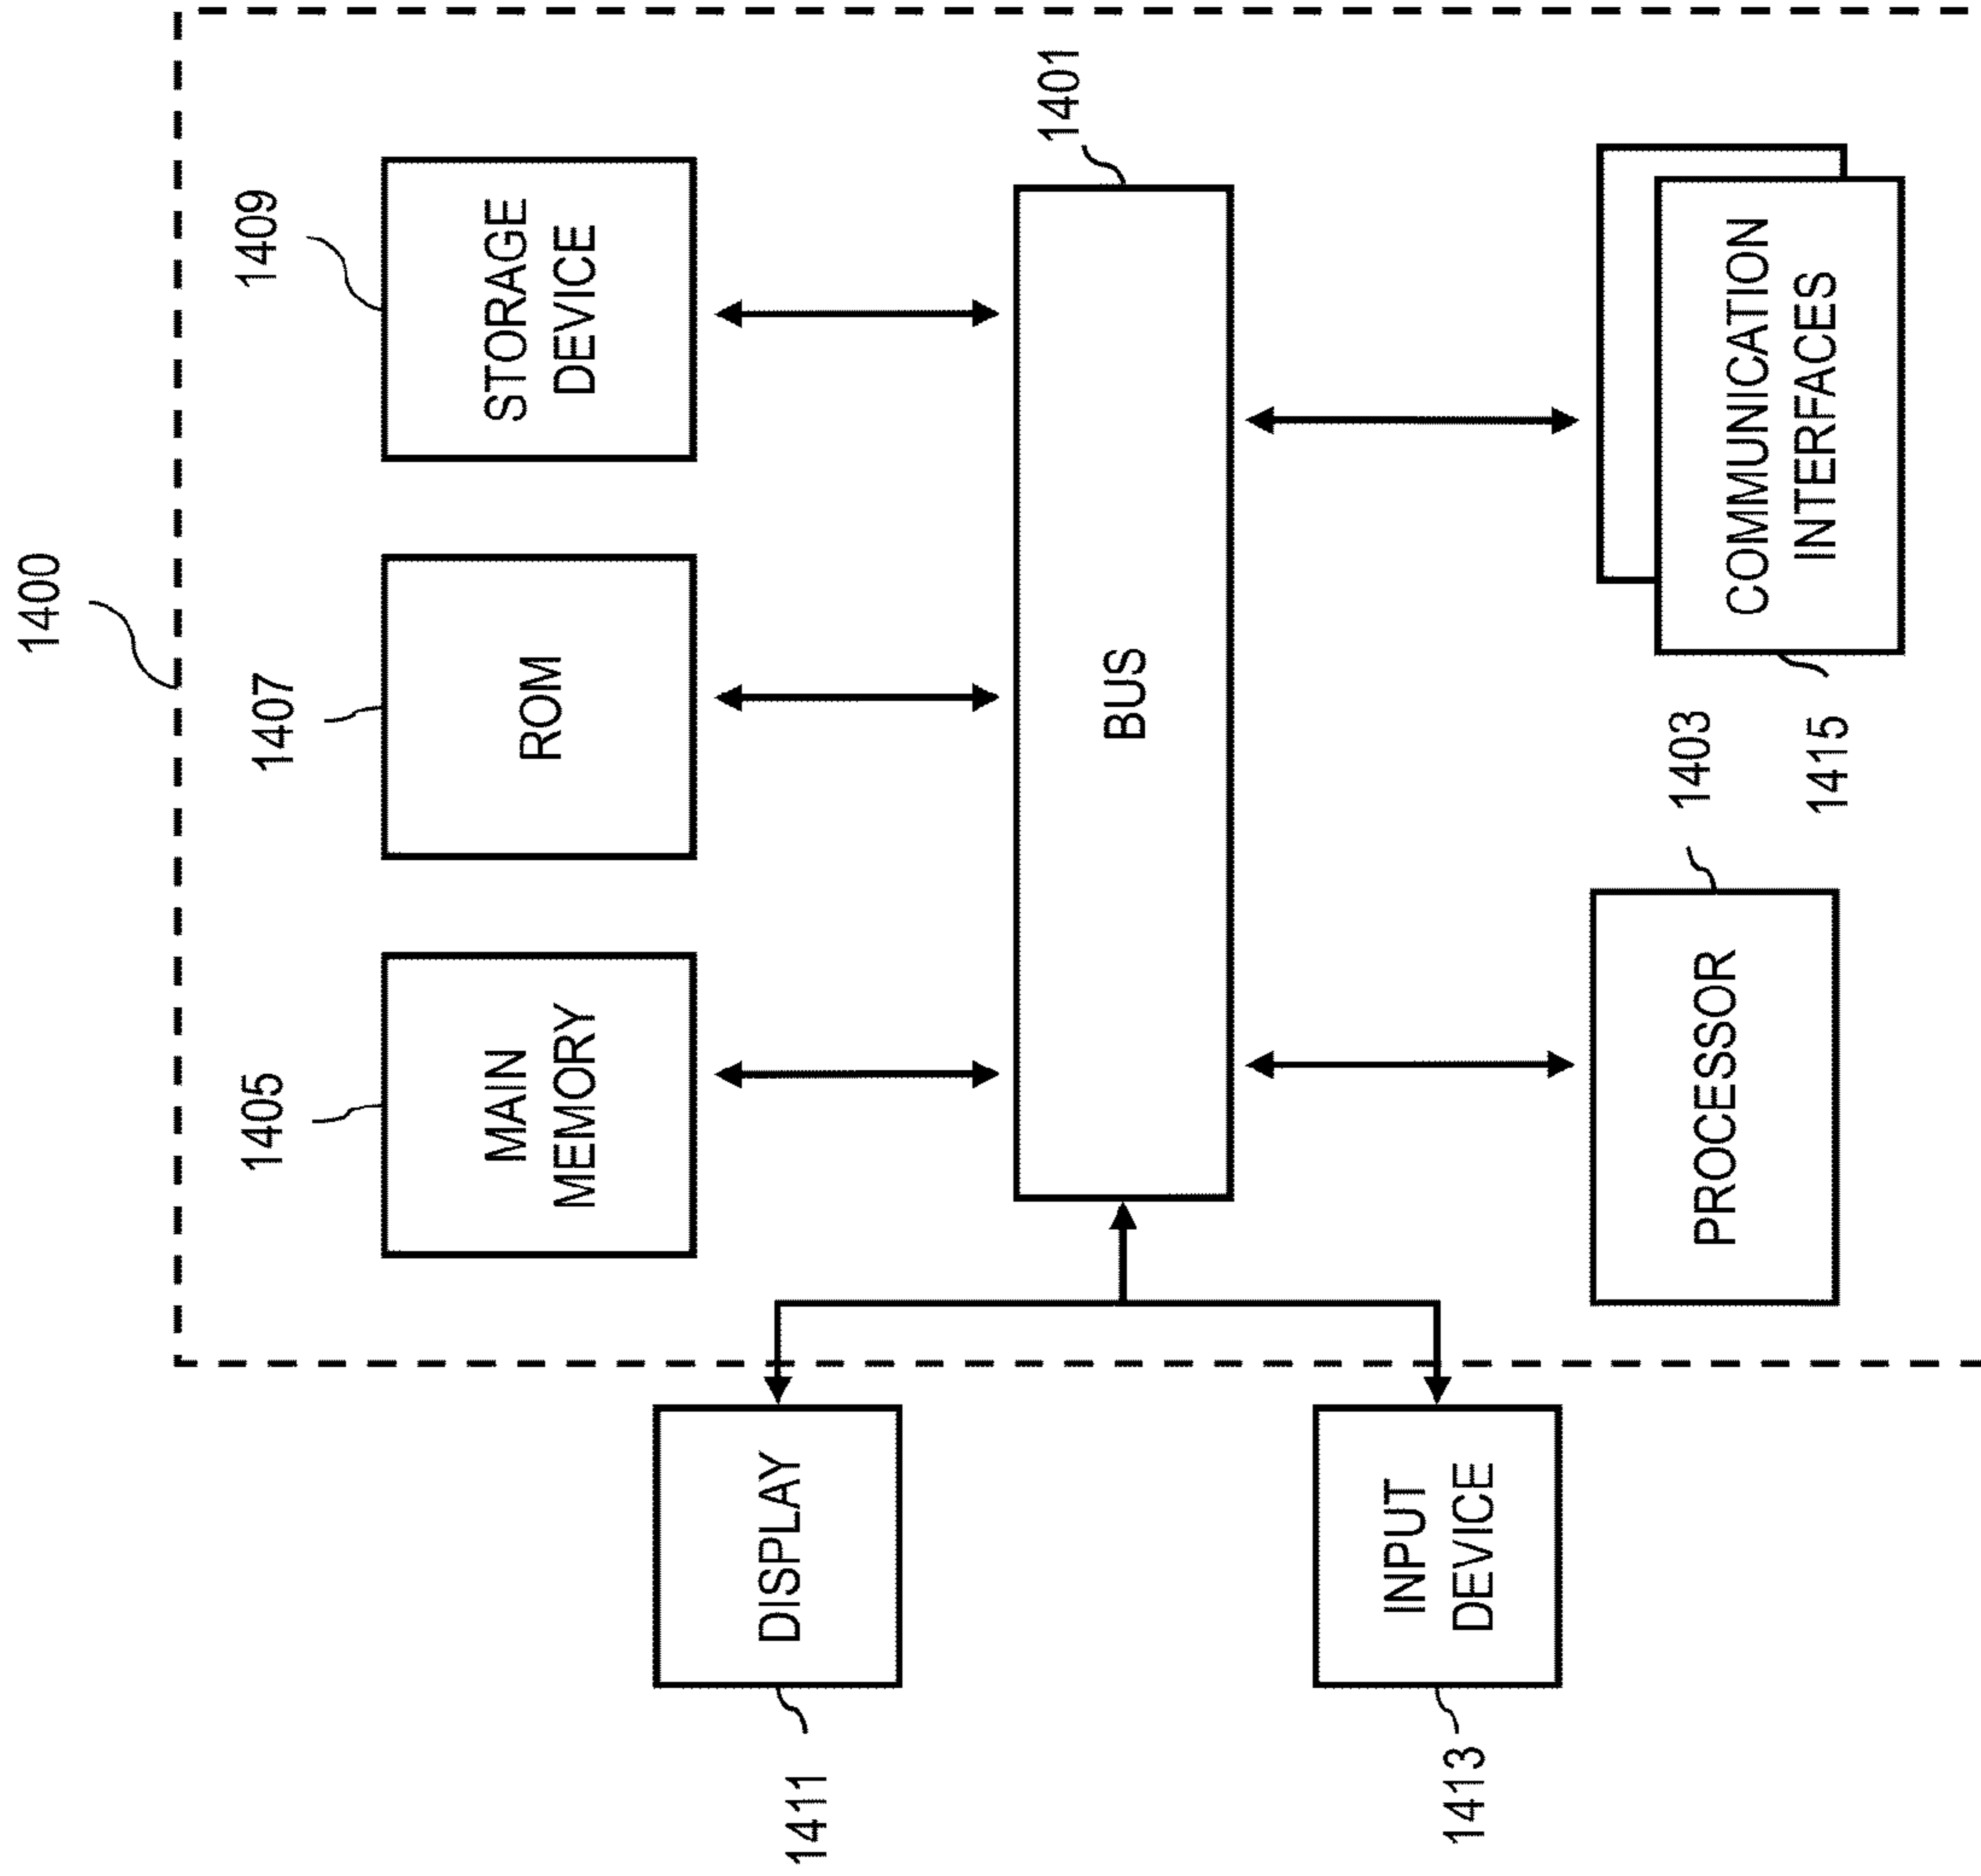 1400
1405
1407
1409
MAIN
MEMORY
ROM
STORAGE
DEVICE
1411
DISPLAY
BUS
1401
1413
INPUT
DEVICE
PROCESSOR
1403
1415
COMMUNICATION
INTERFACES